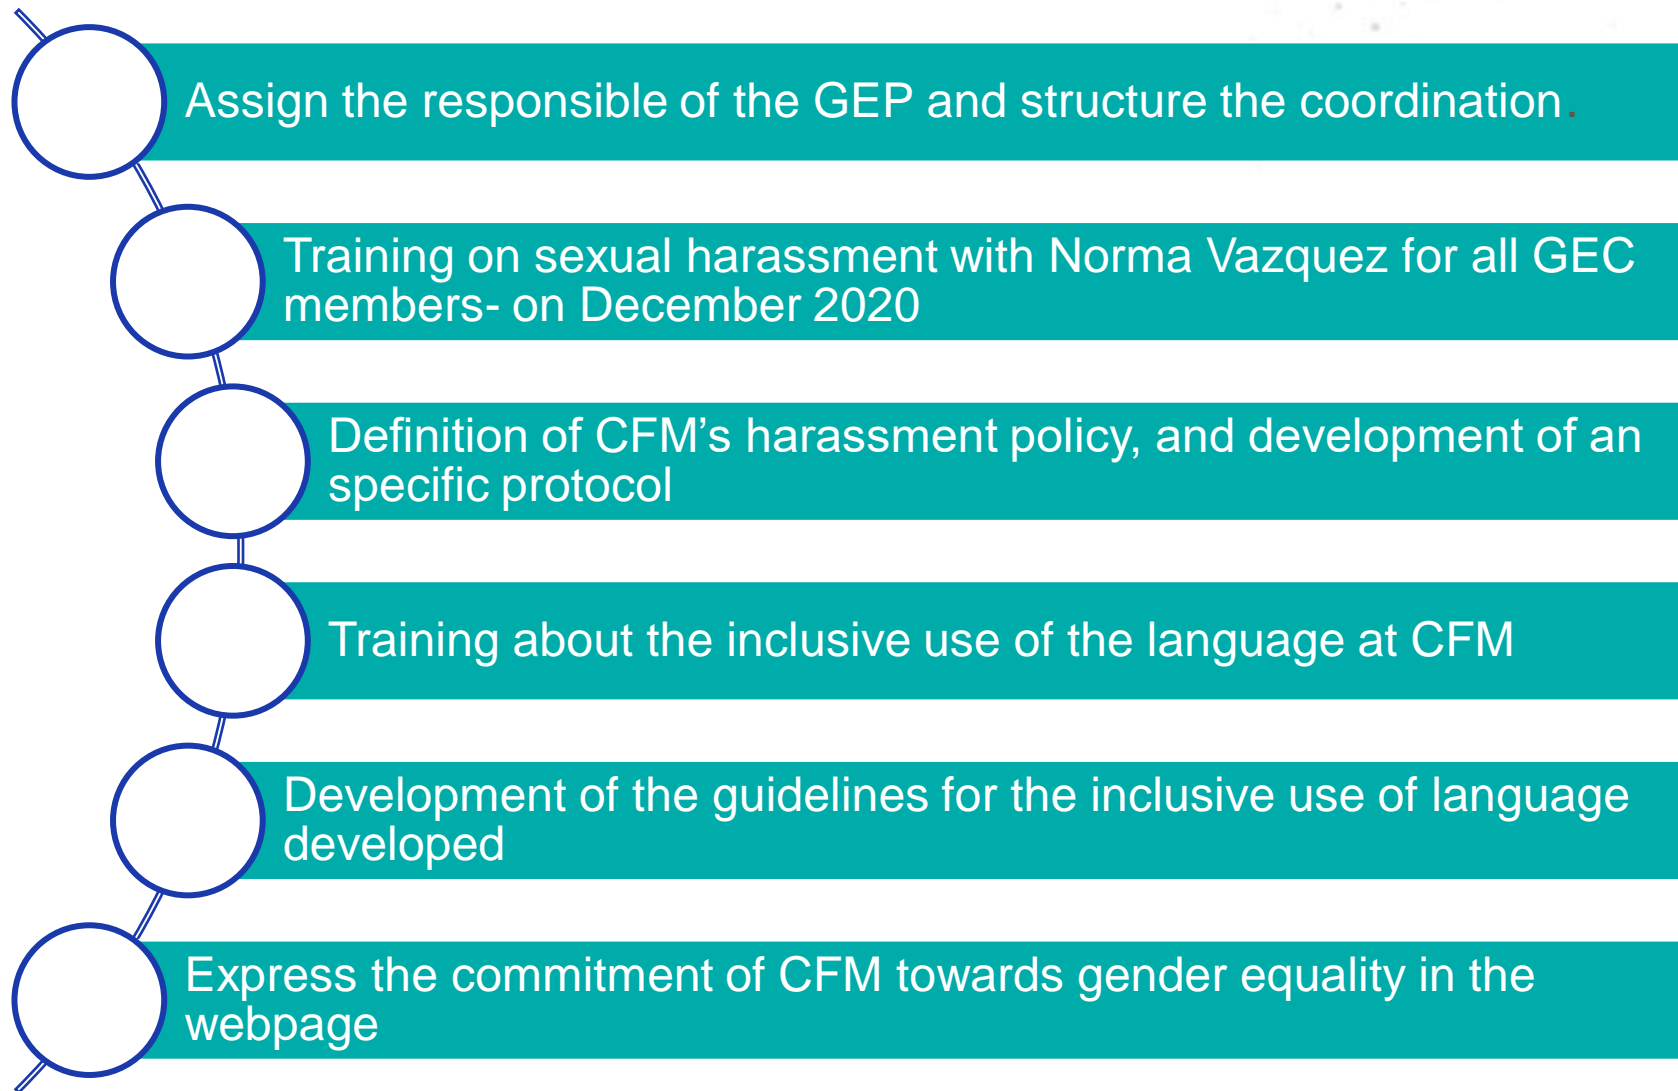 Assign the responsible of the GEP and structure the coordination.
Training on sexual harassment with Norma Vazquez for all GEC
members- on December 2020
Definition of CFM’s harassment policy, and development of an
specific protocol
Training about the inclusive use of the language at CFM
Development of the guidelines for the inclusive use of language
developed
Express the commitment of CFM towards gender equality in the
webpage